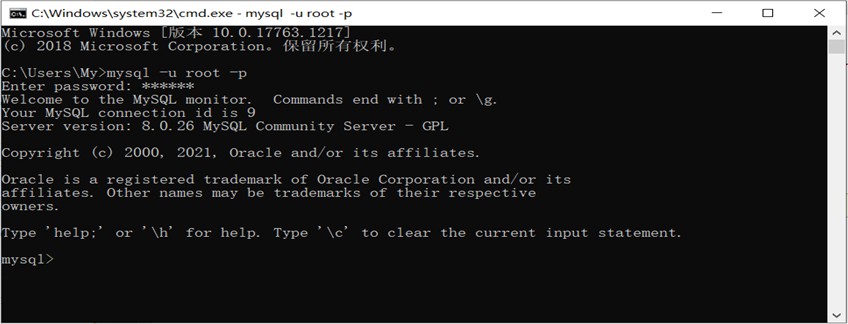 C:\Windows\system32\cmd.exe - mysql  -u root -p
Microsoft Windows [版本 10.0.17763.1217]
(c) 2018 Microsoft Corporation。保留所有权利。
C:\Users\My>mysql -u root -p
Enter password: ******
Welcome to the MySQL monitor.  Commands end with ; or \g.
Your MySQL connection id is 9
Server version: 8.0.26 MySQL Community Server - GPL
Copyright (c) 2000, 2021, Oracle and/or its affiliates.
Oracle is a registered trademark of Oracle Corporation and/or its
affiliates. Other names may be trademarks of their respective
owners.
Type 'help;' or '\h' for help. Type '\c' to clear the current input statement.
mysql>